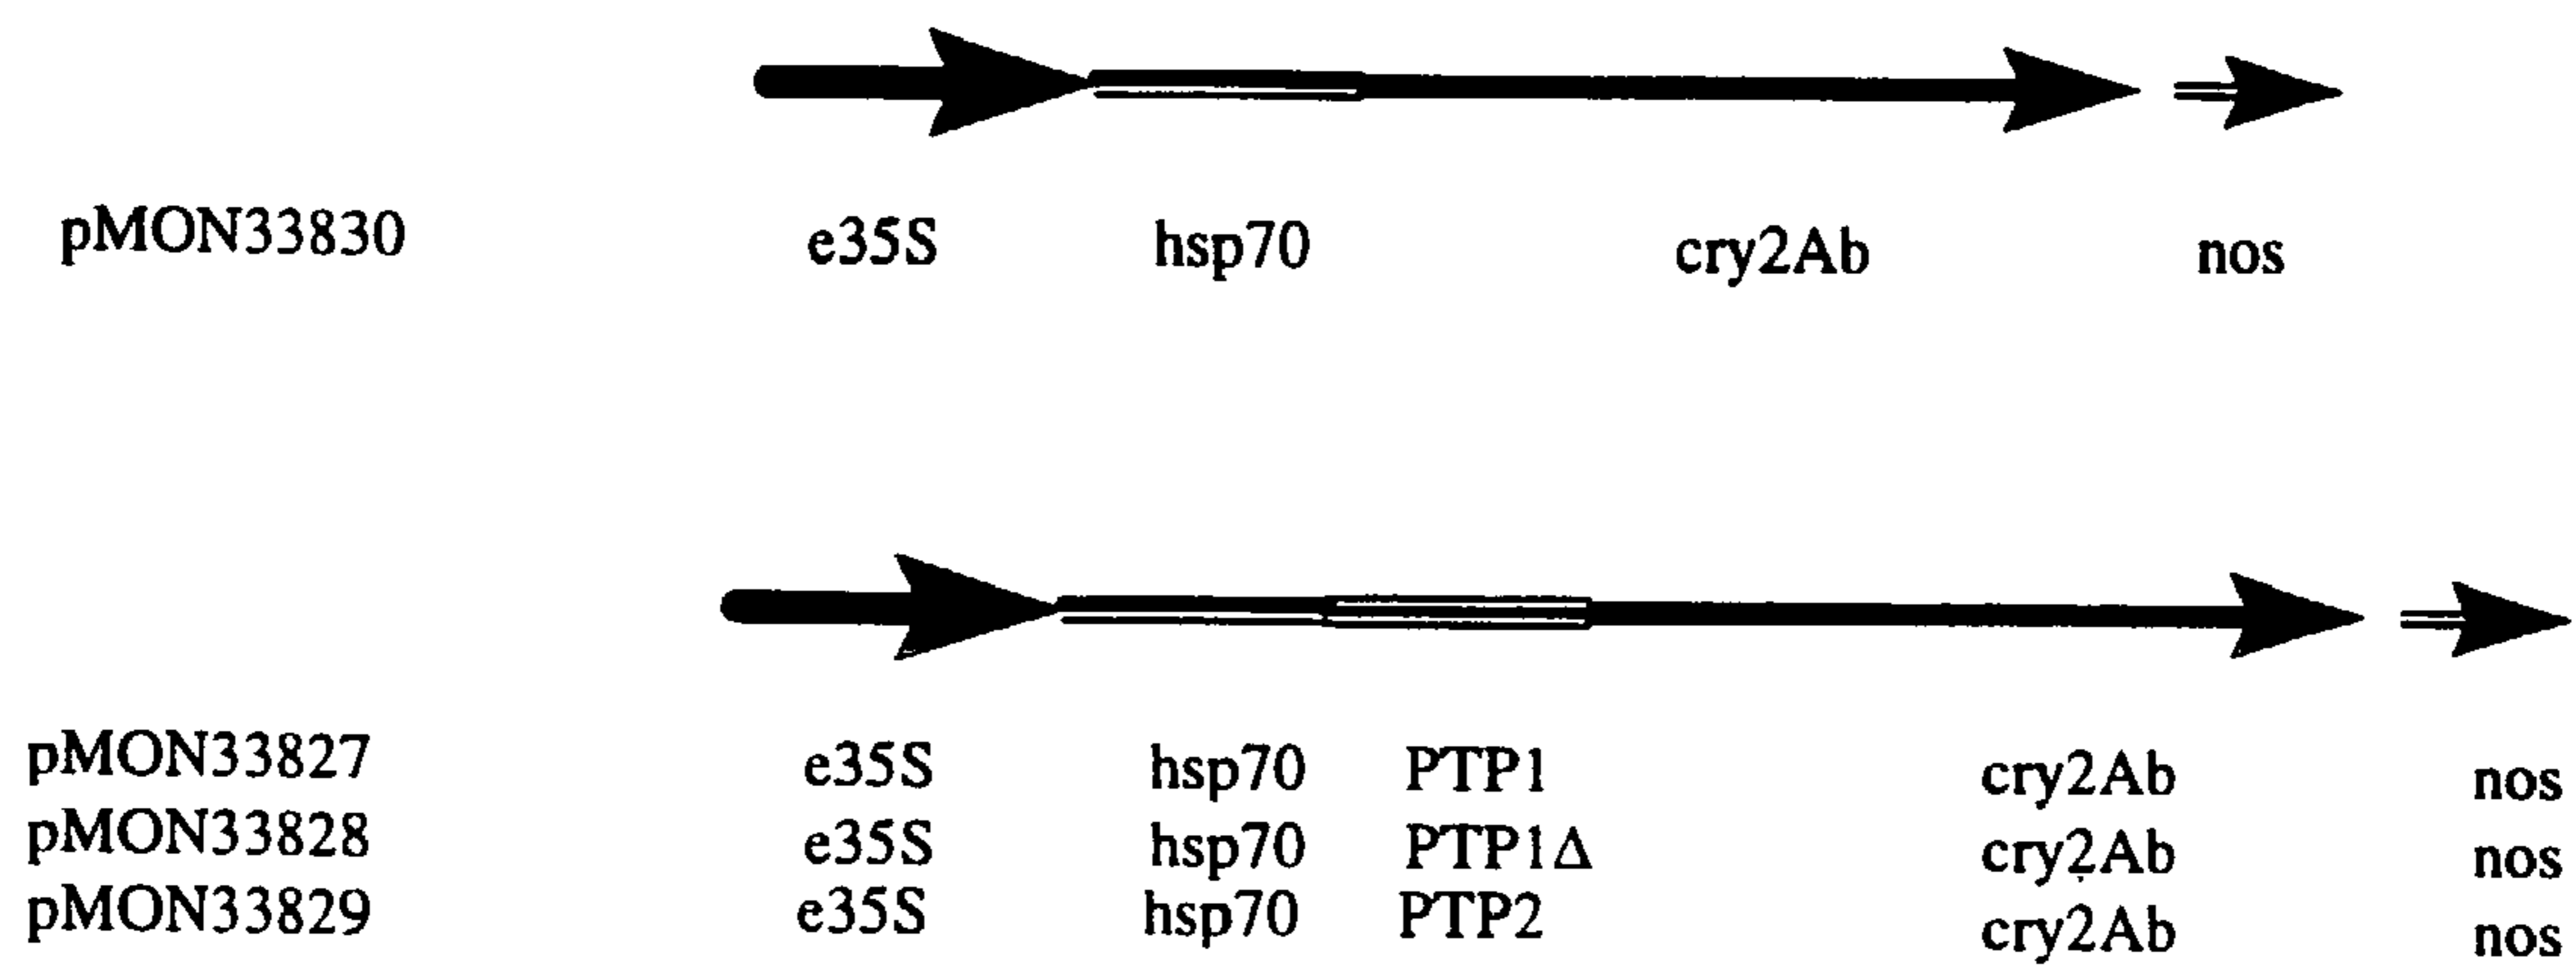 pMON33830 e35S hsp70 cry2Ab nos
pMON33827 e35S hsp70 PTP1 cry2Ab nos
pMON33828 e35S hsp70 PTP1Δ cry2Ab nos
pMON33829 e35S hsp70 PTP2 cry2Ab nos